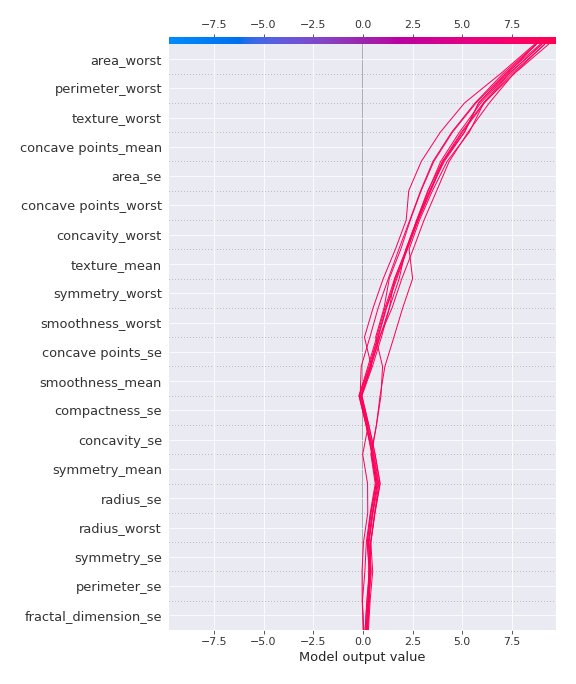 −7.5 −5.0 −2.5 0.0 2.5 5.0 7.5
area_worst
perimeter_worst
texture_worst
concave points_mean
area_se
concave points_worst
concavity_worst
texture_mean
symmetry_worst
smoothness_worst
concave points_se
smoothness_mean
compactness_se
concavity_se
symmetry_mean
radius_se
radius_worst
symmetry_se
perimeter_se
fractal_dimension_se
−7.5 −5.0 −2.5 0.0 2.5 5.0 7.5
Model output value